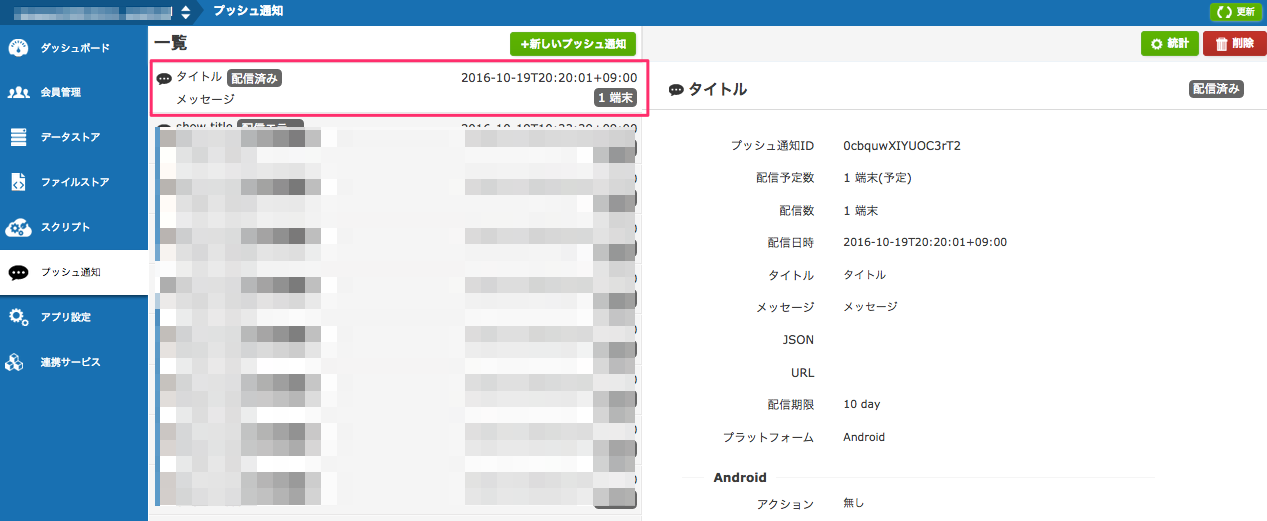 プッシュ通知
更新
ダッシュボード
会員管理
データストア
ファイルストア
スクリプト
プッシュ通知
アプリ設定
連携サービス
一覧
+新しいプッシュ通知
タイトル 配信済み 2016-10-19T20:20:01+09:00
メッセージ 1 端末
統計
削除
タイトル 配信済み
プッシュ通知ID 0cbquwXIYUOC3rT2
配信予定数 1 端末(予定)
配信数 1 端末
配信日時 2016-10-19T20:20:01+09:00
タイトル タイトル
メッセージ メッセージ
JSON
URL
配信期限 10 day
プラットフォーム Android
Android
アクション 無し